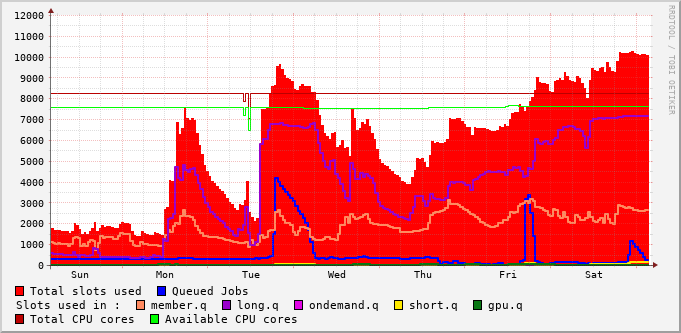 12000
11000
10000
9000
8000
7000
6000
5000
4000
3000
2000
1000
0
Sun Mon Tue Wed Thu Fri Sat
RRDTOOL / TOBI OETIKER
Total slots used Queued Jobs
Slots used in : member.q long.q ondemand.q short.q gpu.q
Total CPU cores Available CPU cores